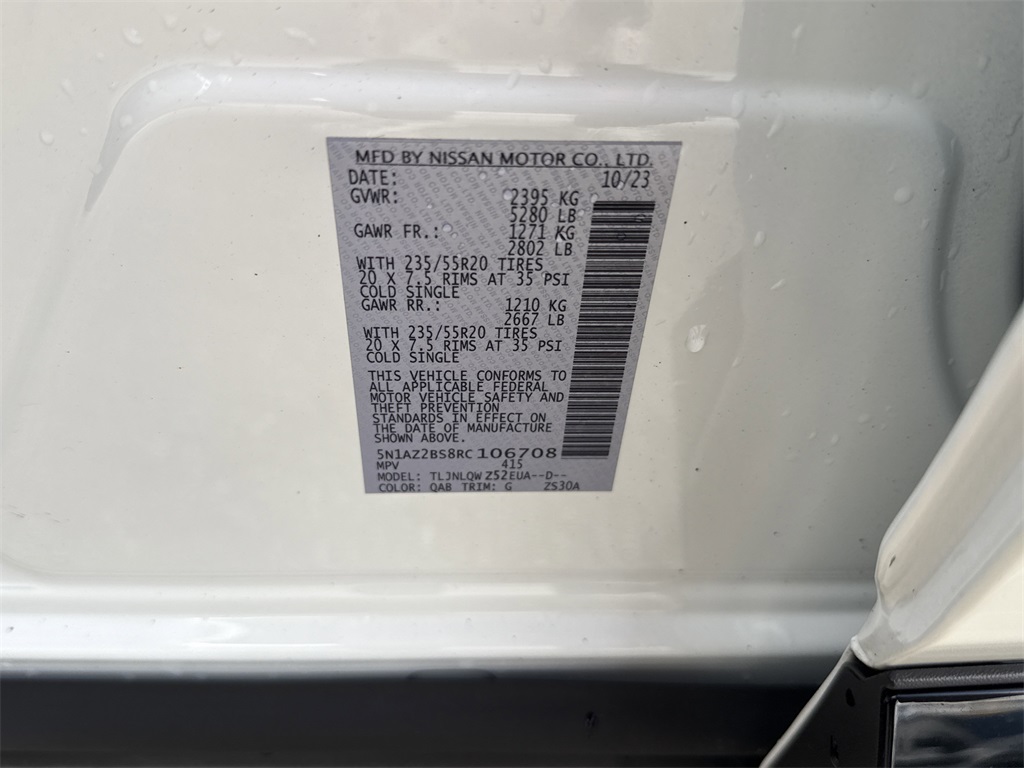 MFD BY NISSAN MOTOR CO., LTD.
DATE: 10/23
GVWR: 2395 KG
5280 LB
GAWR FR.: 1271 KG
2802 LB
WITH 235/55R20 TIRES
20 X 7.5 RIMS AT 35 PSI
COLD SINGLE
GAWR RR.: 1210 KG
2667 LB
WITH 235/55R20 TIRES
20 X 7.5 RIMS AT 35 PSI
COLD SINGLE
THIS VEHICLE CONFORMS TO
ALL APPLICABLE FEDERAL
MOTOR VEHICLE SAFETY AND
THEFT PREVENTION
STANDARDS IN EFFECT ON
THE DATE OF MANUFACTURE
SHOWN ABOVE.
5N1AZ2BS8RC106708
MPV 415
MODEL: TLJNLQW Z52EUA--D--
COLOR: QAB TRIM: G ZS30A